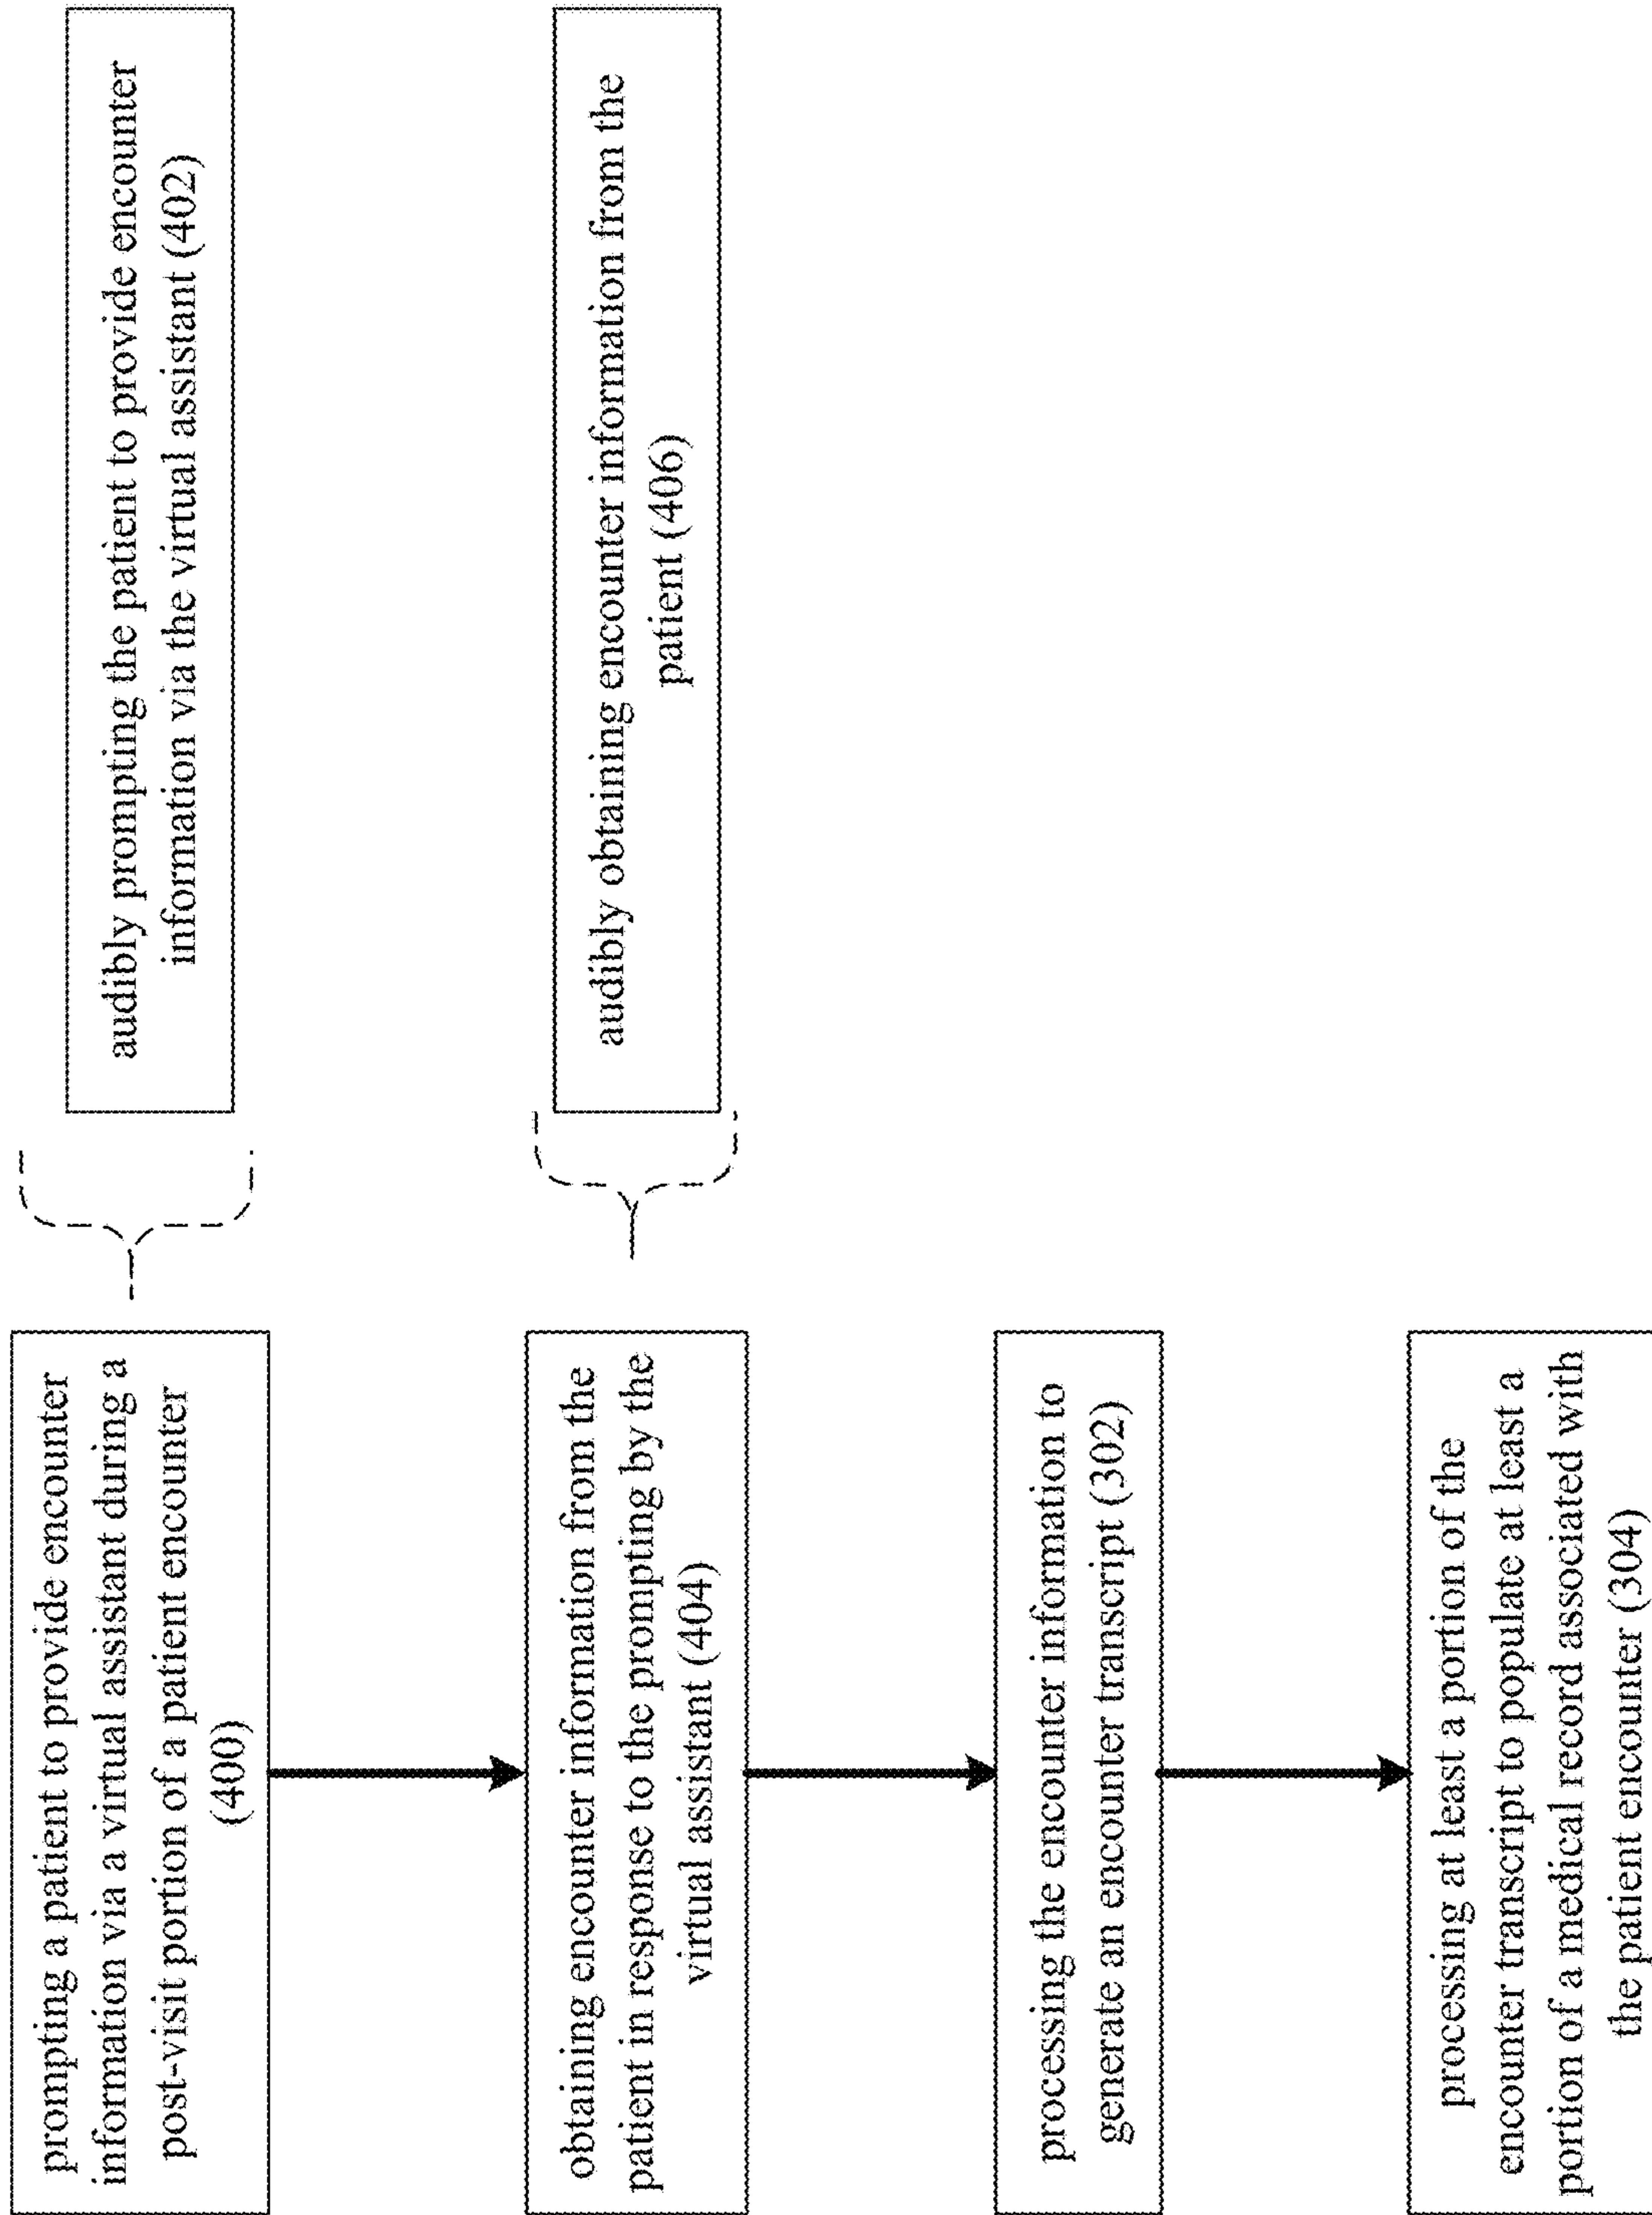 prompting a patient to provide encounter
information via a virtual assistant during a
post-visit portion of a patient encounter
(400)
audibly prompting the patient to provide encounter
information via the virtual assistant (402)
obtaining encounter information from the
patient in response to the prompting by the
virtual assistant (404)
audibly obtaining encounter information from the
patient (406)
processing the encounter information to
generate an encounter transcript (302)
processing at least a portion of the
encounter transcript to populate at least a
portion of a medical record associated with
the patient encounter (304)